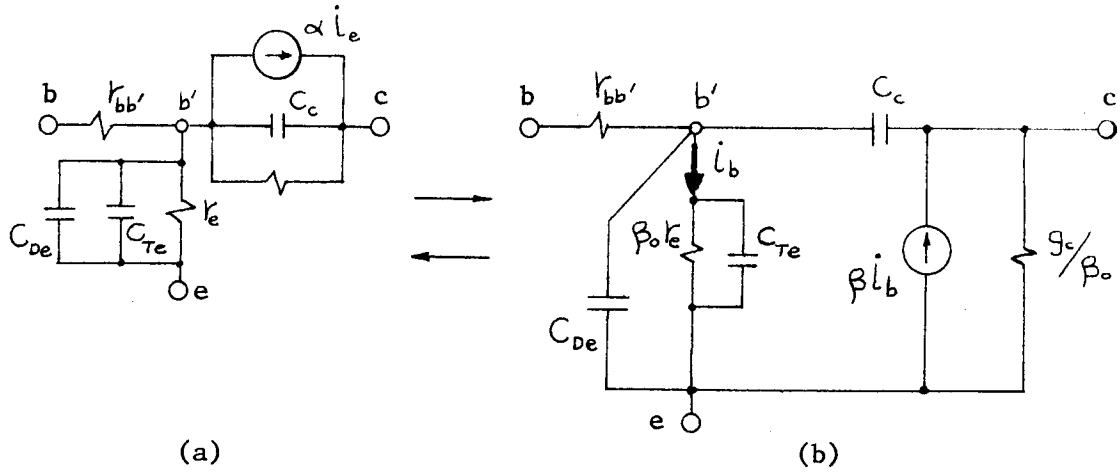 α i_e
b
r_bb'
b'
C_c
c
C_De
C_Te
r_e
e
(a)
b
r_bb'
b'
C_c
c
i_b
β_o r_e
C_Te
C_De
β i_b
g_c/β_o
e
(b)